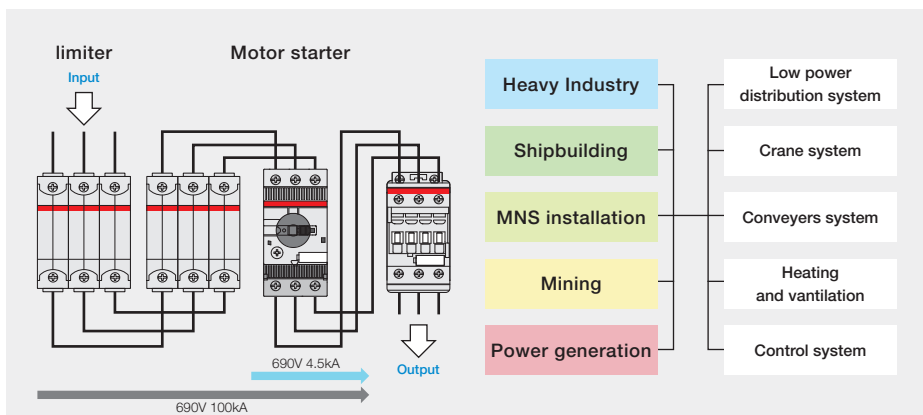 limiter
Motor starter
Input
690V 4.5kA
Output
690V 100kA
Heavy Industry
Shipbuilding
MNS installation
Mining
Power generation
Low power
distribution system
Crane system
Conveyers system
Heating
and vantilation
Control system